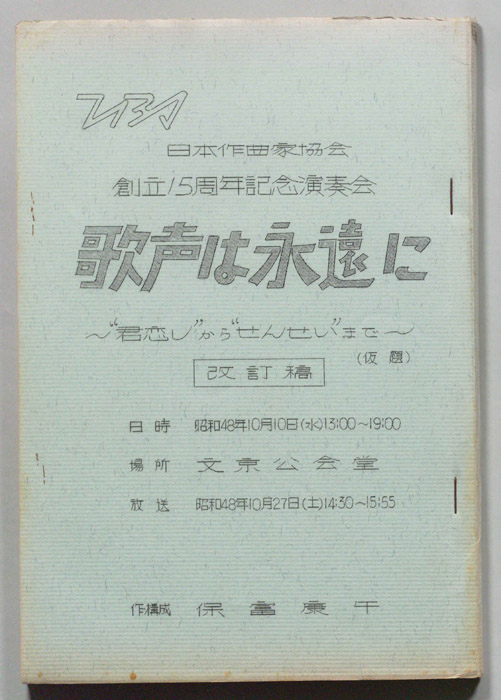 TBS
日本作曲家協会
創立15周年記念演奏会
歌声は永遠に
～"君恋し"から"せんせい"まで～
(仮題)
改訂稿
日時 昭和48年10月10日(水)13:00～19:00
場所 文京公会堂
放送 昭和48年10月27日(土)14:30～15:55
作・構成 保富康午